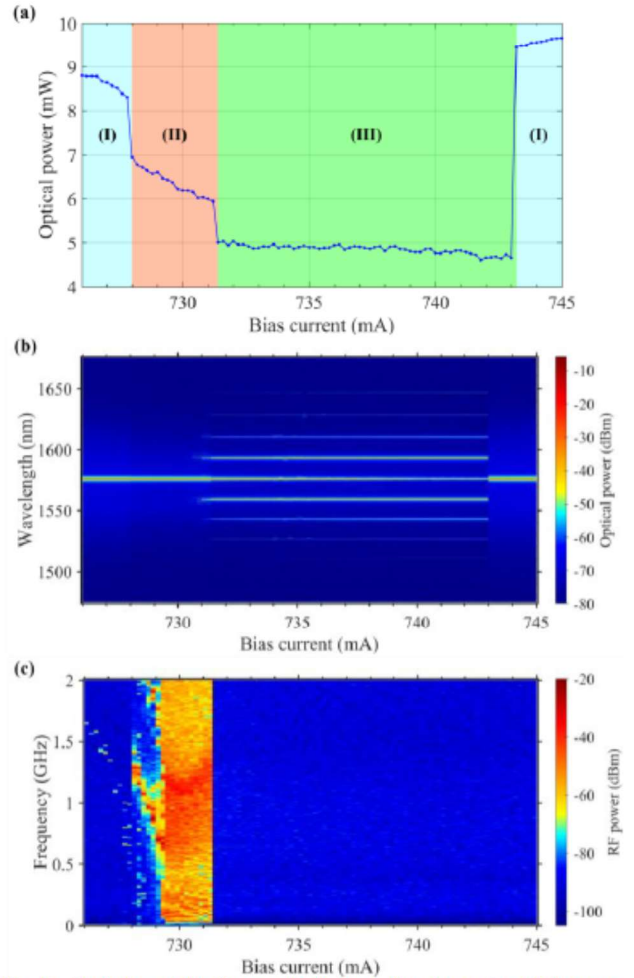 (a)
10
9
8
7
6
5
4
Optical power (mW)
(I)
(II)
(III)
(I)
730
735
740
745
Bias current (mA)
(b)
1650
1600
1550
1500
Wavelength (nm)
730
735
740
745
Bias current (mA)
-10
-20
-30
-40
-50
-60
-70
-80
Optical power (dBm)
(c)
2
1.5
1
0.5
0
Frequency (GHz)
730
735
740
745
Bias current (mA)
-20
-40
-60
-80
-100
RF power (dBm)